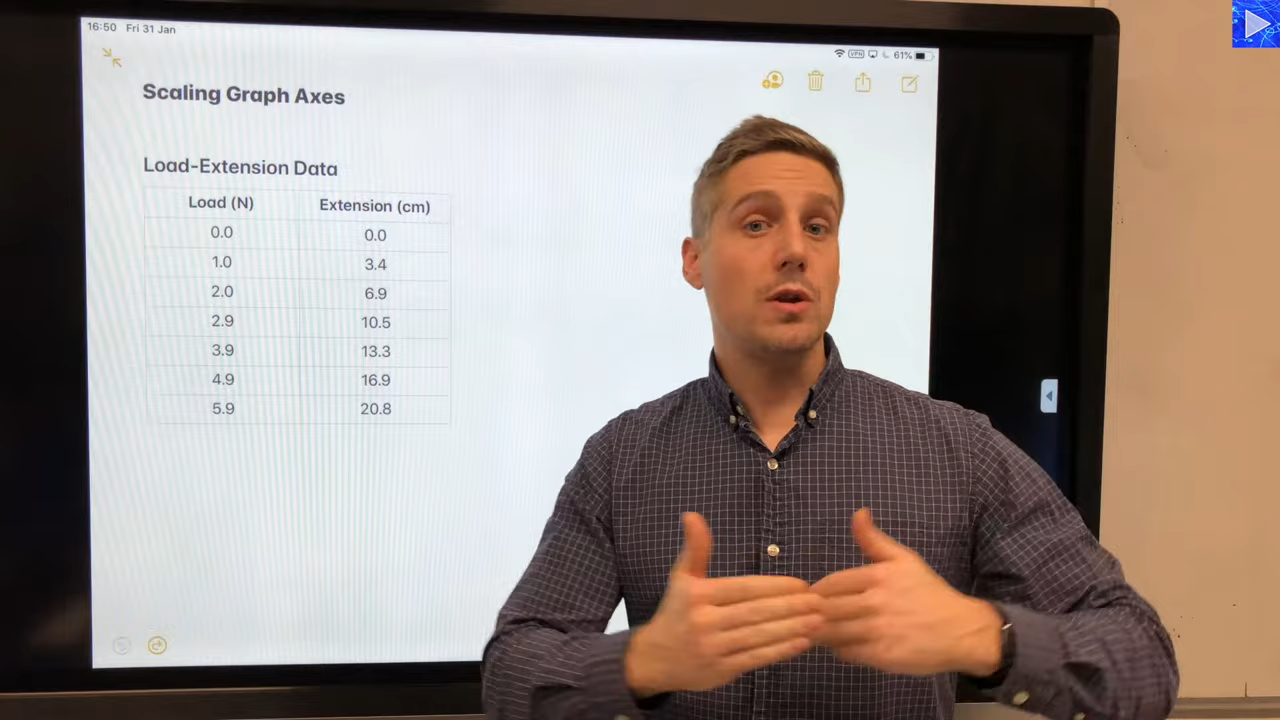 16:50 Fri 31 Jan
VPN 61%
Scaling Graph Axes
Load-Extension Data
Load (N) Extension (cm)
0.0 0.0
1.0 3.4
2.0 6.9
2.9 10.5
3.9 13.3
4.9 16.9
5.9 20.8